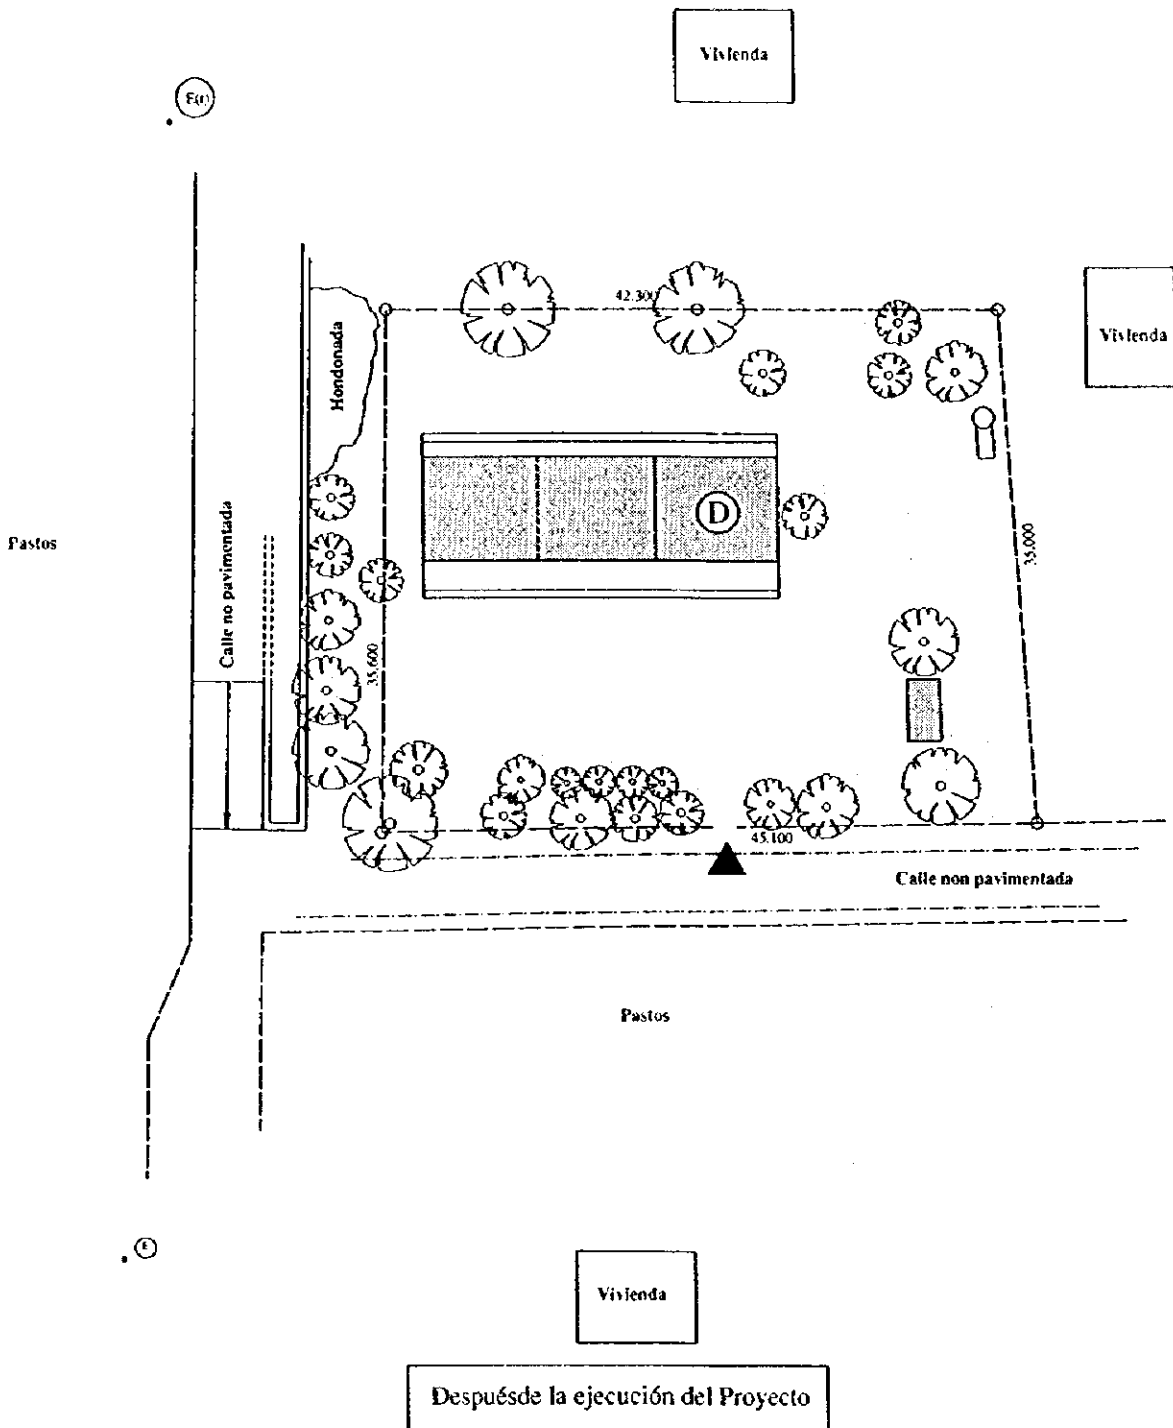 Vivienda
E(t)
42.300
Hondonada
Vivienda
D
Pastos
Calle no pavimentada
35.000
35.600
45.100
Calle non pavimentada
Pastos
E
Vivienda
Despuésde la ejecución del Proyecto